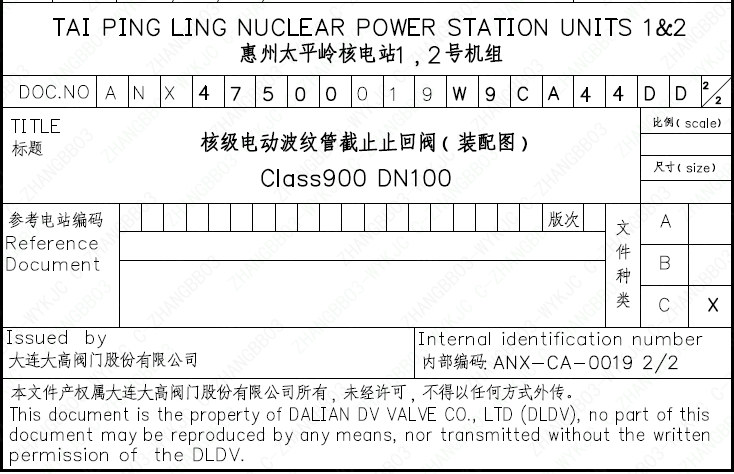 TAI PING LING NUCLEAR POWER STATION UNITS 1&2
惠州太平岭核电站1,2号机组
DOC.NO A N X 4 7 5 0 0 0 1 9 W 9 C A 4 4 D D 2/2
TITLE
标题
核级电动波纹管截止止回阀(装配图)
Class900 DN100
比例(scale)
尺寸(size)
参考电站编码
Reference
Document
版次
文件种类
A
B
C X
Issued by
大连大高阀门股份有限公司
Internal identification number
内部编码: ANX-CA-0019 2/2
本文件产权属大连大高阀门股份有限公司所有,未经许可,不得以任何方式外传。
This document is the property of DALIAN DV VALVE CO., LTD (DLDV), no part of this
document may be reproduced by any means, nor transmitted without the written
permission of the DLDV.